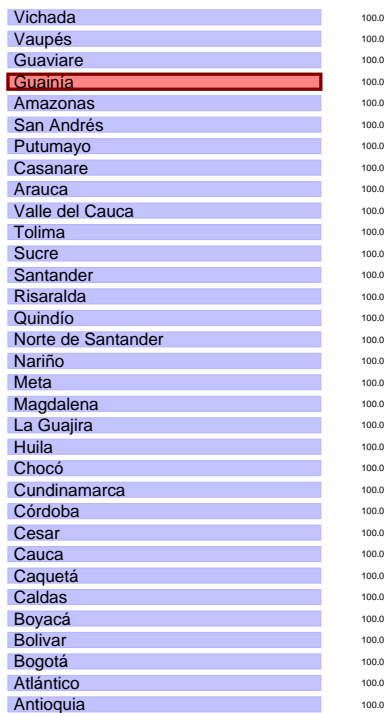 Vichada 100.0
Vaupés 100.0
Guaviare 100.0
Guainía 100.0
Amazonas 100.0
San Andrés 100.0
Putumayo 100.0
Casanare 100.0
Arauca 100.0
Valle del Cauca 100.0
Tolima 100.0
Sucre 100.0
Santander 100.0
Risaralda 100.0
Quindío 100.0
Norte de Santander 100.0
Nariño 100.0
Meta 100.0
Magdalena 100.0
La Guajira 100.0
Huila 100.0
Chocó 100.0
Cundinamarca 100.0
Córdoba 100.0
Cesar 100.0
Cauca 100.0
Caquetá 100.0
Caldas 100.0
Boyacá 100.0
Bolivar 100.0
Bogotá 100.0
Atlántico 100.0
Antioquia 100.0